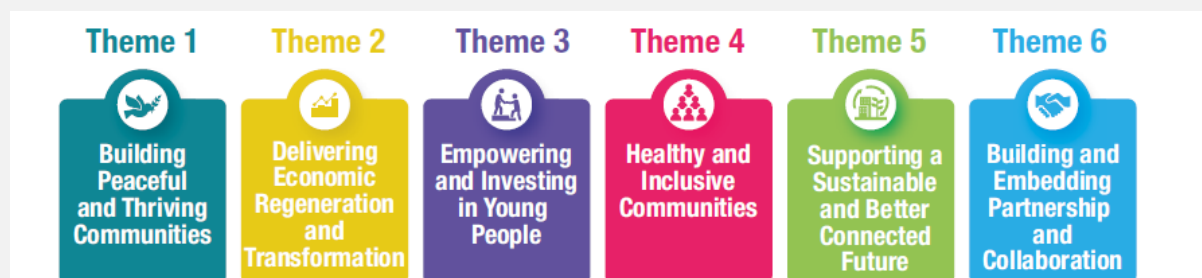 Theme 1
Building
Peaceful
and Thriving
Communities
Theme 2
Delivering
Economic
Regeneration
and
Transformation
Theme 3
Empowering
and Investing
in Young
People
Theme 4
Healthy and
Inclusive
Communities
Theme 5
Supporting a
Sustainable
and Better
Connected
Future
Theme 6
Building and
Embedding
Partnership
and
Collaboration